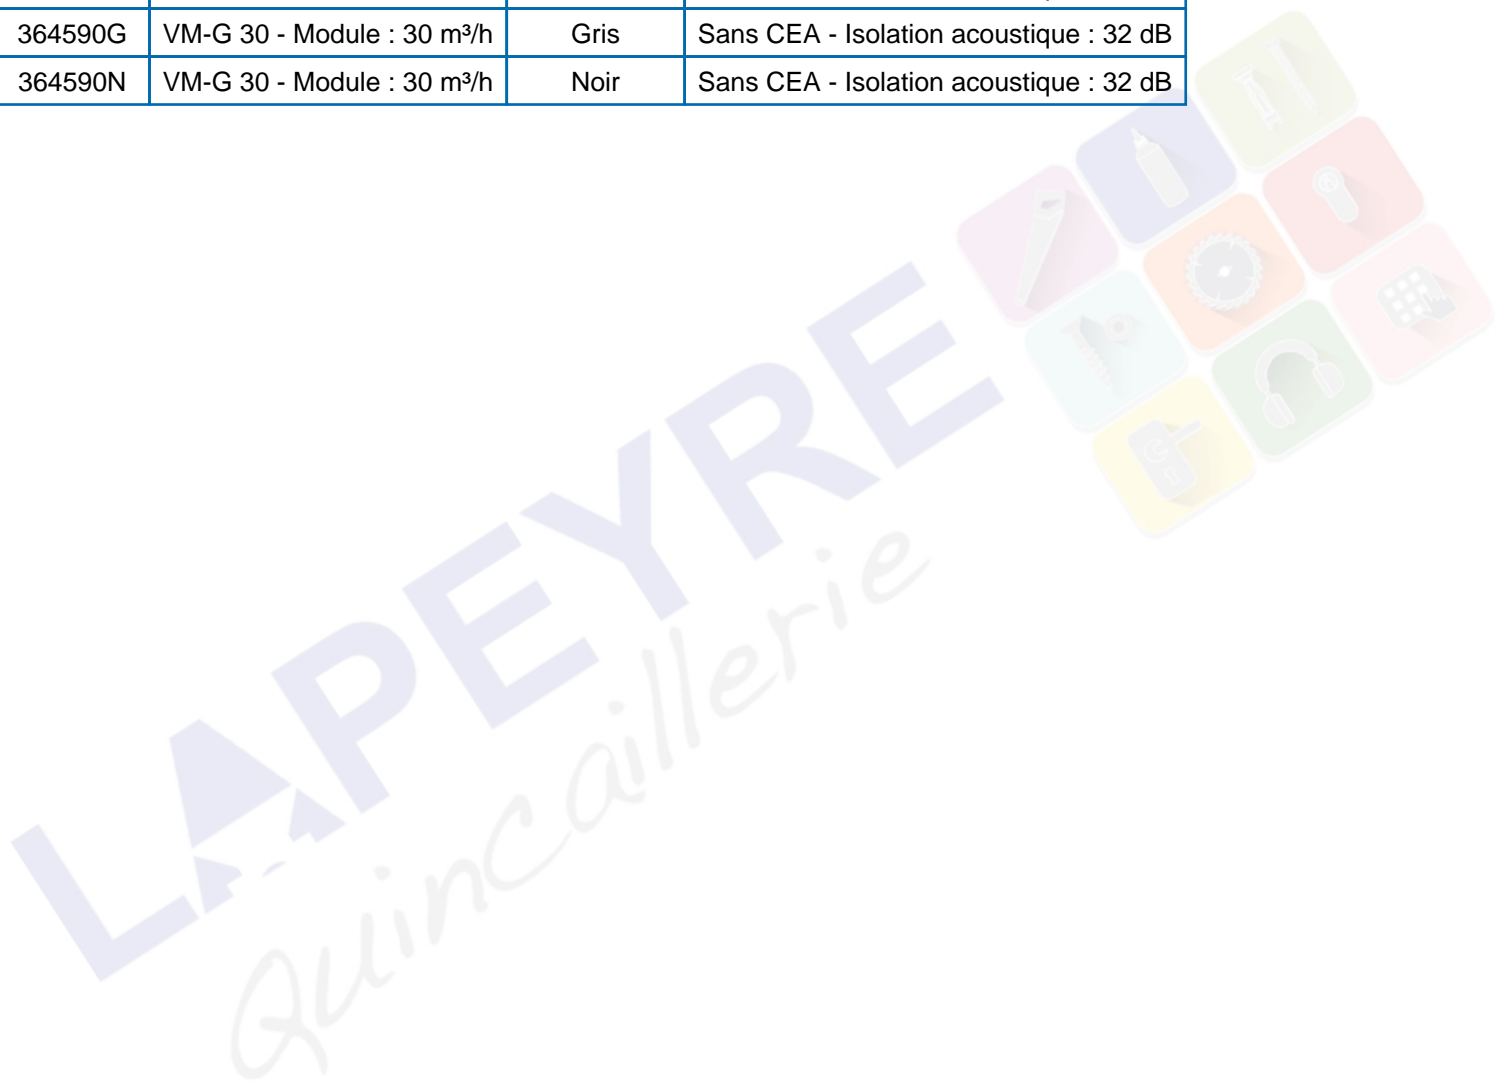 364590G VM-G 30 - Module : 30 m³/h Gris Sans CEA - Isolation acoustique : 32 dB
364590N VM-G 30 - Module : 30 m³/h Noir Sans CEA - Isolation acoustique : 32 dB
LAPEYRE
Quincaillerie